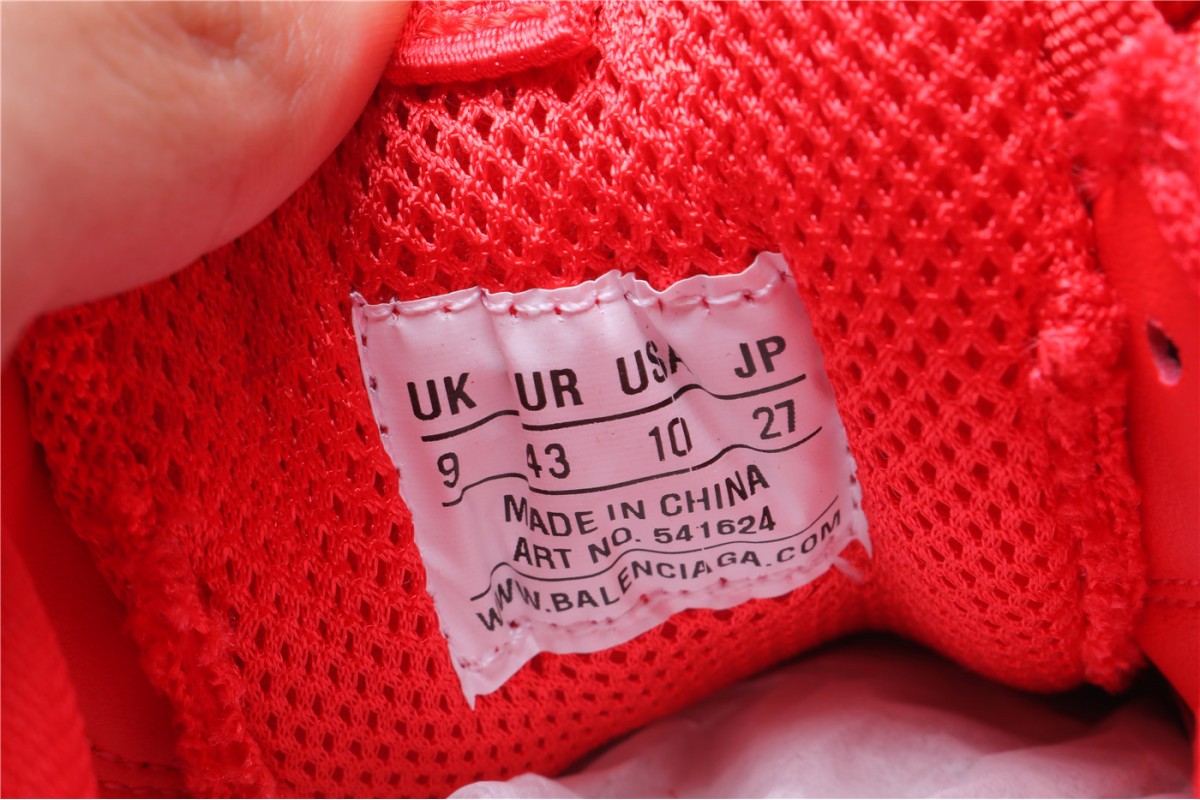 UK UR USA JP
9 43 10 27
MADE IN CHINA
ART NO. 541624
WWW.BALENCIAGA.COM